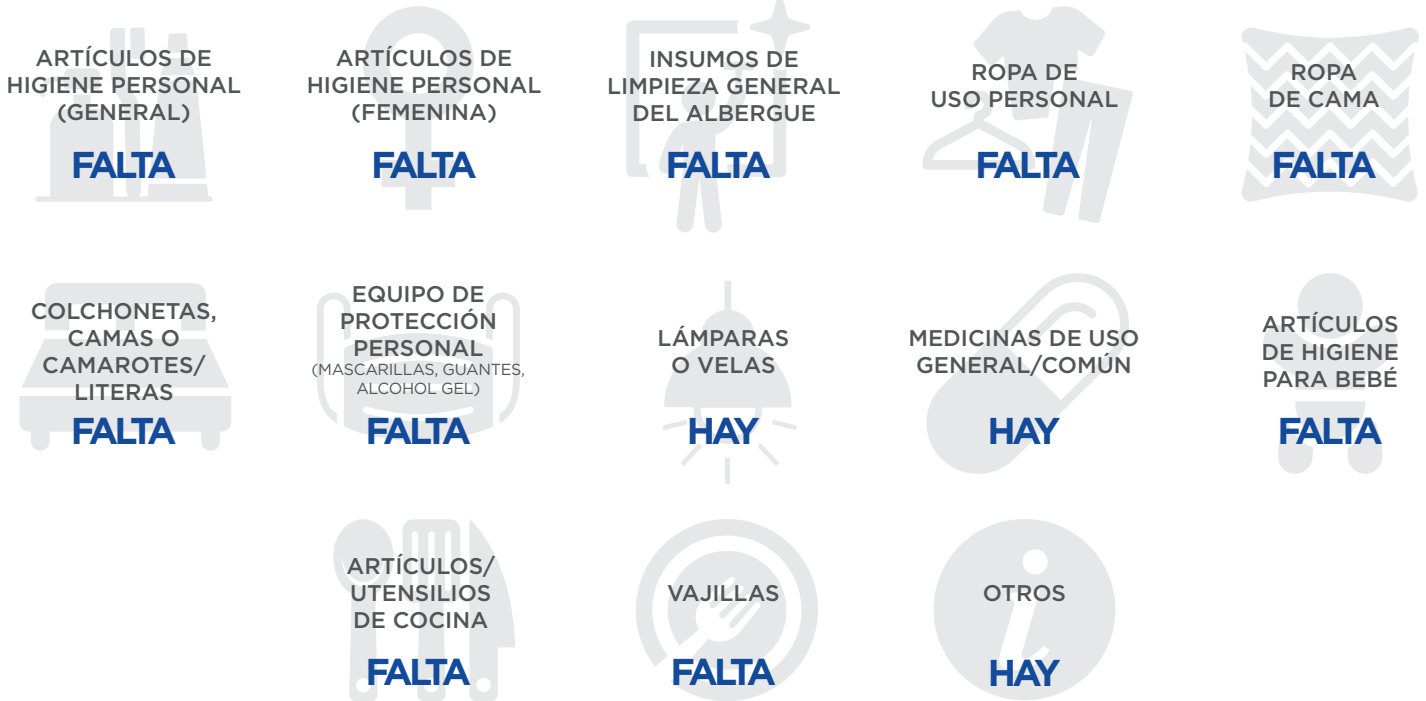 ARTÍCULOS DE
HIGIENE PERSONAL
(GENERAL)
FALTA
ARTÍCULOS DE
HIGIENE PERSONAL
(FEMENINA)
FALTA
INSUMOS DE
LIMPIEZA GENERAL
DEL ALBERGUE
FALTA
ROPA DE
USO PERSONAL
FALTA
ROPA
DE CAMA
FALTA
COLCHONETAS,
CAMAS O
CAMAROTES/
LITERAS
FALTA
EQUIPO DE
PROTECCIÓN
PERSONAL
(MASCARILLAS, GUANTES,
ALCOHOL GEL)
FALTA
LÁMPARAS
O VELAS
HAY
MEDICINAS DE USO
GENERAL/COMÚN
HAY
ARTÍCULOS
DE HIGIENE
PARA BEBÉ
FALTA
ARTÍCULOS/
UTENSILIOS
DE COCINA
FALTA
VAJILLAS
FALTA
OTROS
HAY